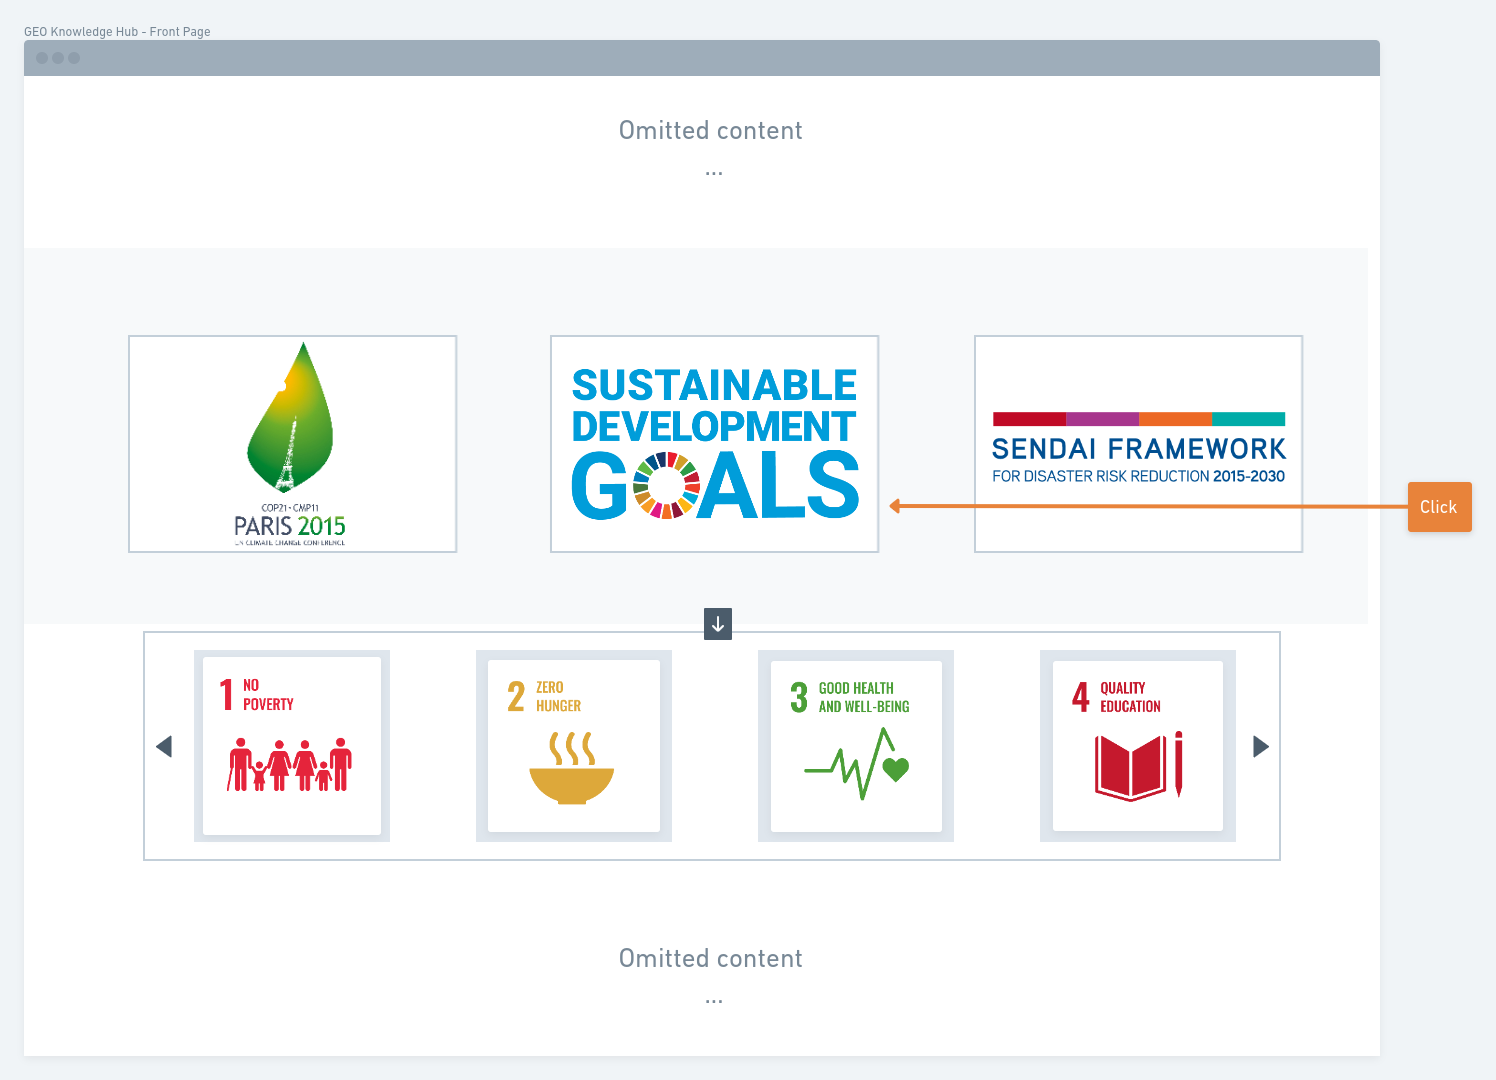 GEO Knowledge Hub - Front Page
Omitted content
...
COP21 • CMP11
PARIS 2015
UN CLIMATE CHANGE CONFERENCE
SUSTAINABLE
DEVELOPMENT
GOALS
SENDAI FRAMEWORK
FOR DISASTER RISK REDUCTION 2015-2030
Click
1 NO
POVERTY
2 ZERO
HUNGER
3 GOOD HEALTH
AND WELL-BEING
4 QUALITY
EDUCATION
Omitted content
...